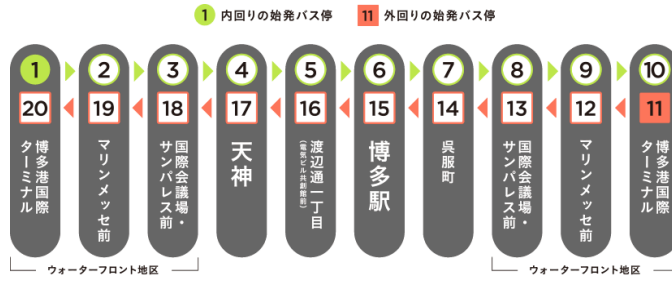 1 内回りの始発バス停 11 外回りの始発バス停
1 2 3 4 5 6 7 8 9 10
20 19 18 17 16 15 14 13 12 11
博多港国際
ターミナル
マリンメッセ前
国際会議場・
サンパレス前
天神
渡辺通一丁目
(電気ビル共創館前)
博多駅
呉服町
国際会議場・
サンパレス前
マリンメッセ前
博多港国際
ターミナル
ウォーターフロント地区 ウォーターフロント地区